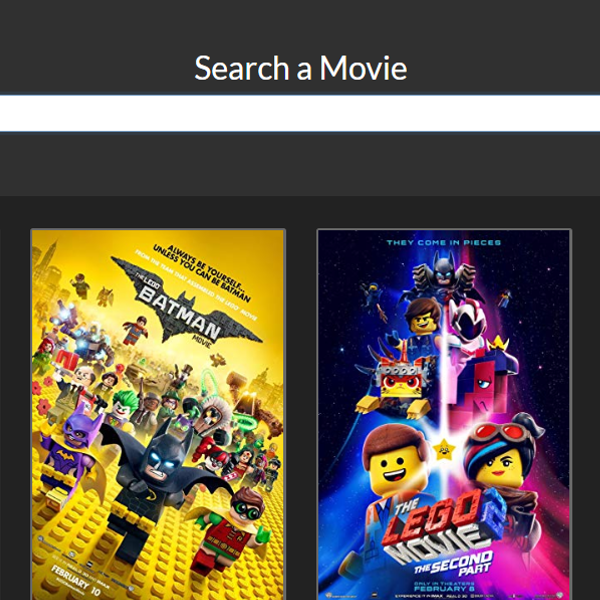 Search a Movie
ALWAYS BE YOURSELF...
UNLESS YOU CAN BE BATMAN
FROM THE TEAM THAT ASSEMBLED THE LEGO MOVIE
THE LEGO
BATMAN
MOVIE
FEBRUARY 10
THEY COME IN PIECES
THE
LEGO
MOVIE 2
THE SECOND
PART
ONLY IN THEATERS
FEBRUARY 8